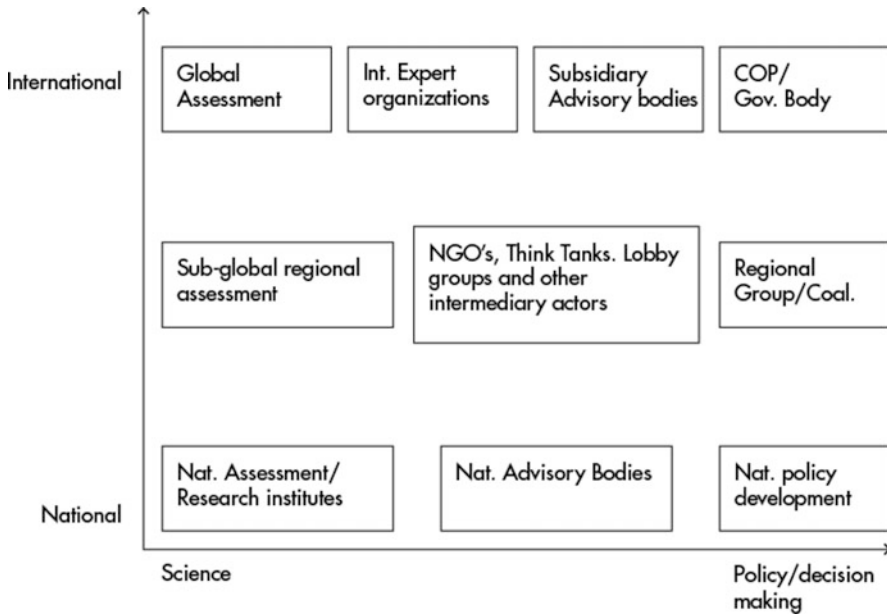 International
Global
Assessment
Int. Expert
organizations
Subsidiary
Advisory bodies
COP/
Gov. Body
Sub-global regional
assessment
NGO's, Think Tanks. Lobby
groups and other
intermediary actors
Regional
Group/Coal.
National
Nat. Assessment/
Research institutes
Nat. Advisory Bodies
Nat. policy
development
Science
Policy/decision
making